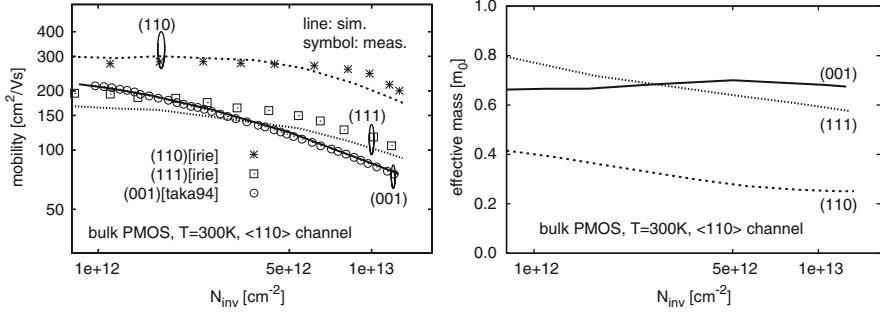 400
300
200
150
100
50
mobility [cm²/Vs]
(110)
line: sim.
symbol: meas.
(111)
(110)[irie]
(111)[irie]
(001)[taka94]
(001)
bulk PMOS, T=300K, <110> channel
1e+12
5e+12
1e+13
N_inv [cm⁻²]
1.0
0.8
0.6
0.4
0.2
0.0
effective mass [m₀]
(001)
(111)
(110)
bulk PMOS, T=300K, <110> channel
1e+12
5e+12
1e+13
N_inv [cm⁻²]